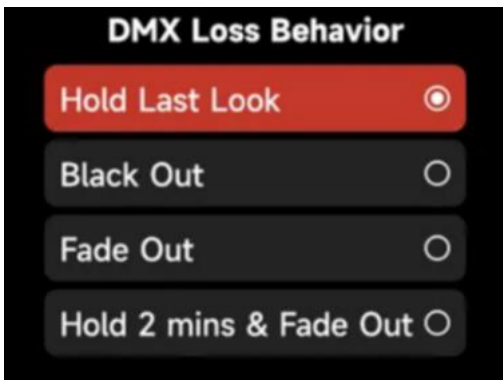 DMX Loss Behavior
Hold Last Look
Black Out
Fade Out
Hold 2 mins & Fade Out